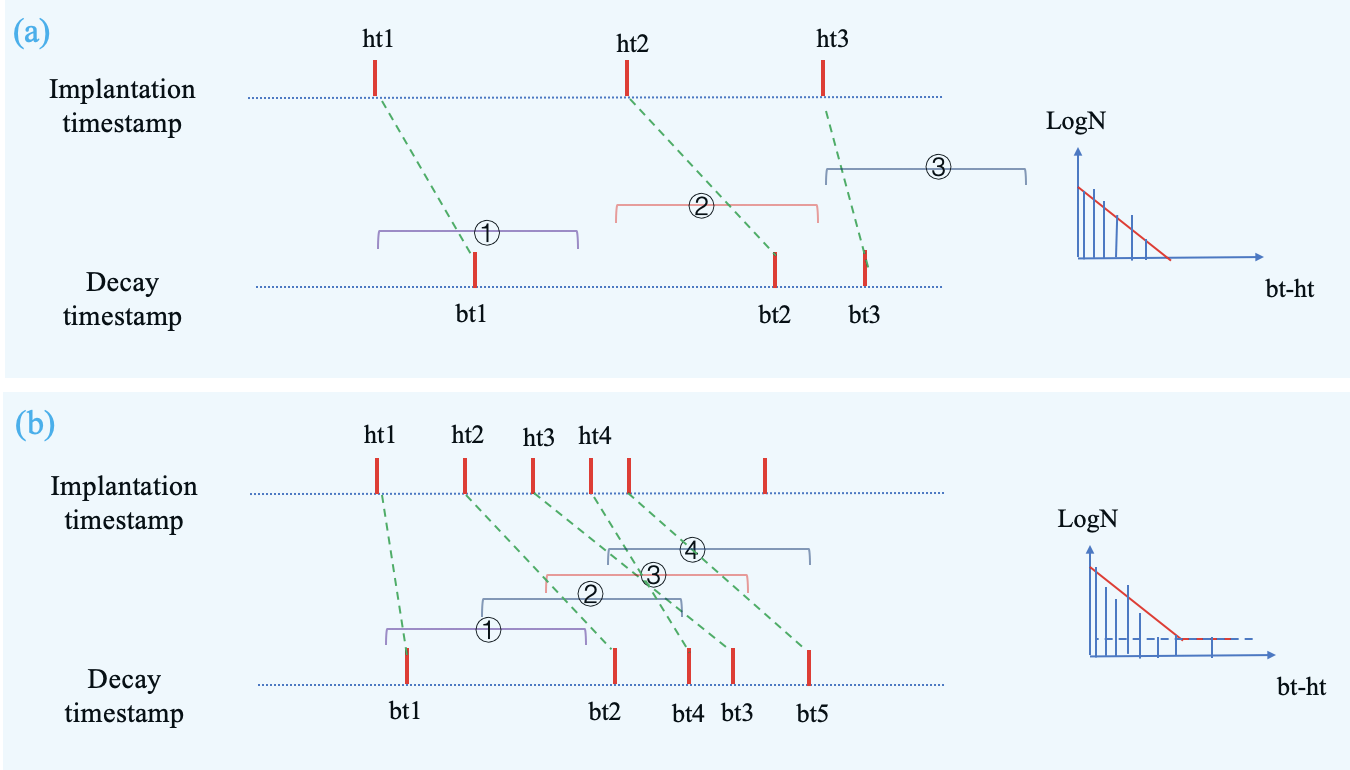 (a)
ht1
ht2
ht3
Implantation
timestamp
LogN
③
②
①
Decay
timestamp
bt1
bt2
bt3
bt-ht
(b)
ht1
ht2
ht3
ht4
Implantation
timestamp
LogN
④
③
②
①
Decay
timestamp
bt1
bt2
bt4
bt3
bt5
bt-ht